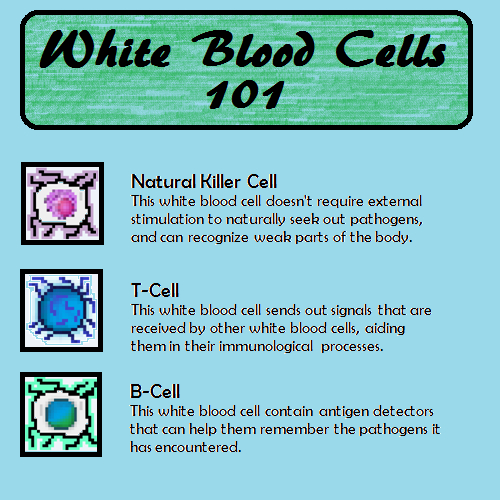 White Blood Cells
101
Natural Killer Cell
This white blood cell doesn't require external
stimulation to naturally seek out pathogens,
and can recognize weak parts of the body.
T-Cell
This white blood cell sends out signals that are
received by other white blood cells, aiding
them in their immunological processes.
B-Cell
This white blood cell contain antigen detectors
that can help them remember the pathogens it
has encountered.